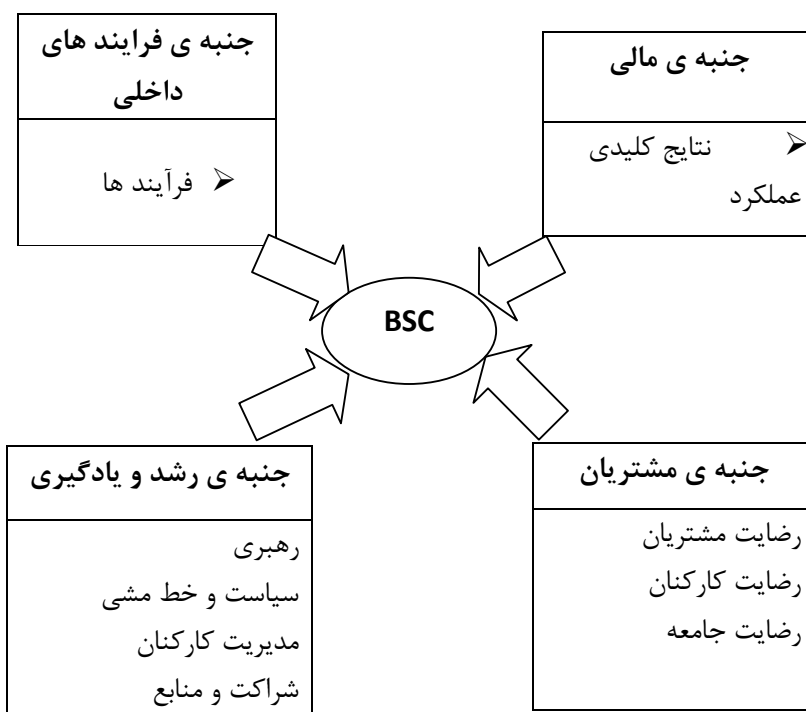 جنبه ی مالی
➢ نتایج کلیدی
عملکرد
جنبه ی فرایند های
داخلی
➢ فرآیند ها
BSC
جنبه ی مشتریان
رضایت مشتریان
رضایت کارکنان
رضایت جامعه
جنبه ی رشد و یادگیری
رهبری
سیاست و خط مشی
مدیریت کارکنان
شراکت و منابع